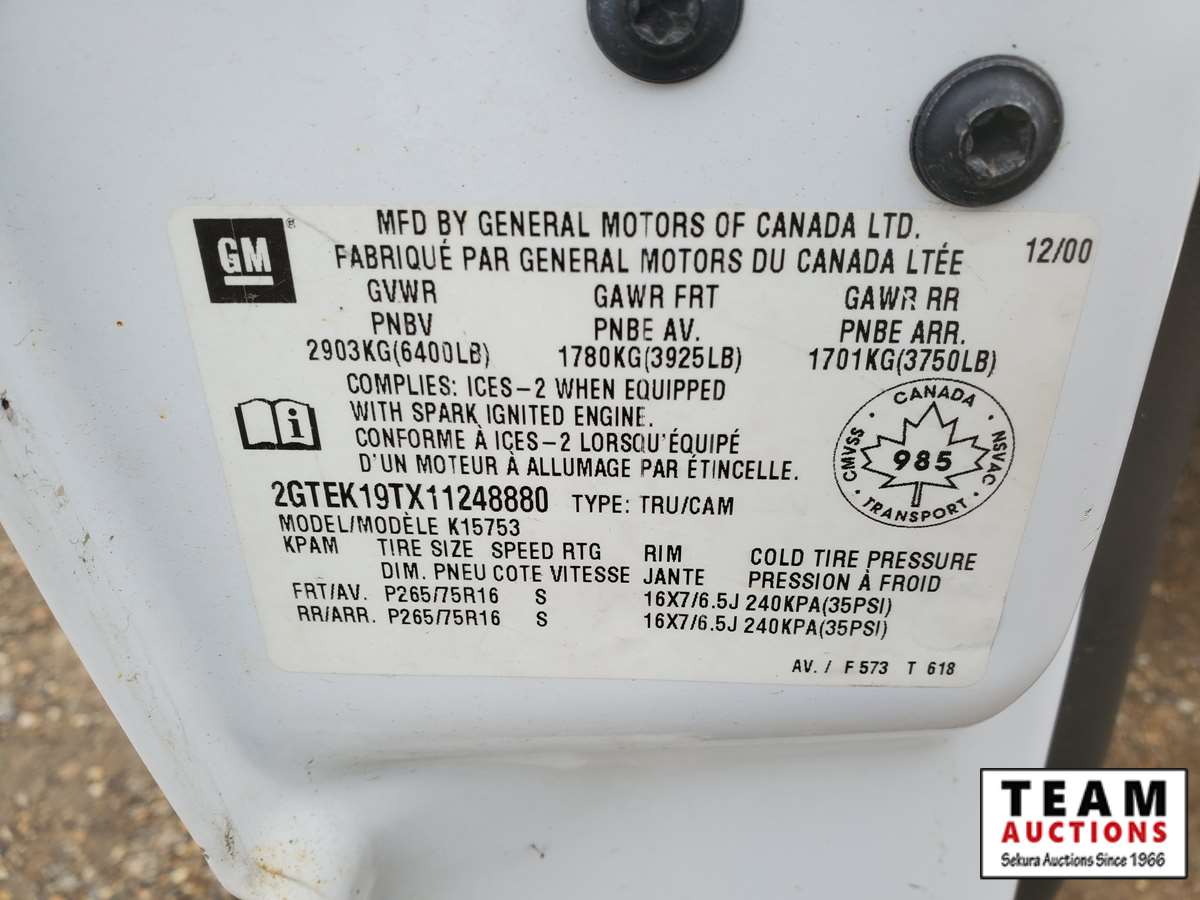 GM®
MFD BY GENERAL MOTORS OF CANADA LTD.
FABRIQUÉ PAR GENERAL MOTORS DU CANADA LTÉE
12/00
GVWR GAWR FRT GAWR RR
PNBV PNBE AV. PNBE ARR.
2903KG(6400LB) 1780KG(3925LB) 1701KG(3750LB)
COMPLIES: ICES-2 WHEN EQUIPPED
WITH SPARK IGNITED ENGINE.
CONFORME À ICES-2 LORSQU'ÉQUIPÉ
D'UN MOTEUR À ALLUMAGE PAR ÉTINCELLE.
CANADA
CMVSS 985 NSVAC
TRANSPORT
2GTEK19TX11248880 TYPE: TRU/CAM
MODEL/MODÈLE K15753
KPAM TIRE SIZE SPEED RTG RIM COLD TIRE PRESSURE
DIM. PNEU COTE VITESSE JANTE PRESSION À FROID
FRT/AV. P265/75R16 S 16X7/6.5J 240KPA(35PSI)
RR/ARR. P265/75R16 S 16X7/6.5J 240KPA(35PSI)
AV. / F 573 T 618
TEAM
AUCTIONS
Sekura Auctions Since 1966